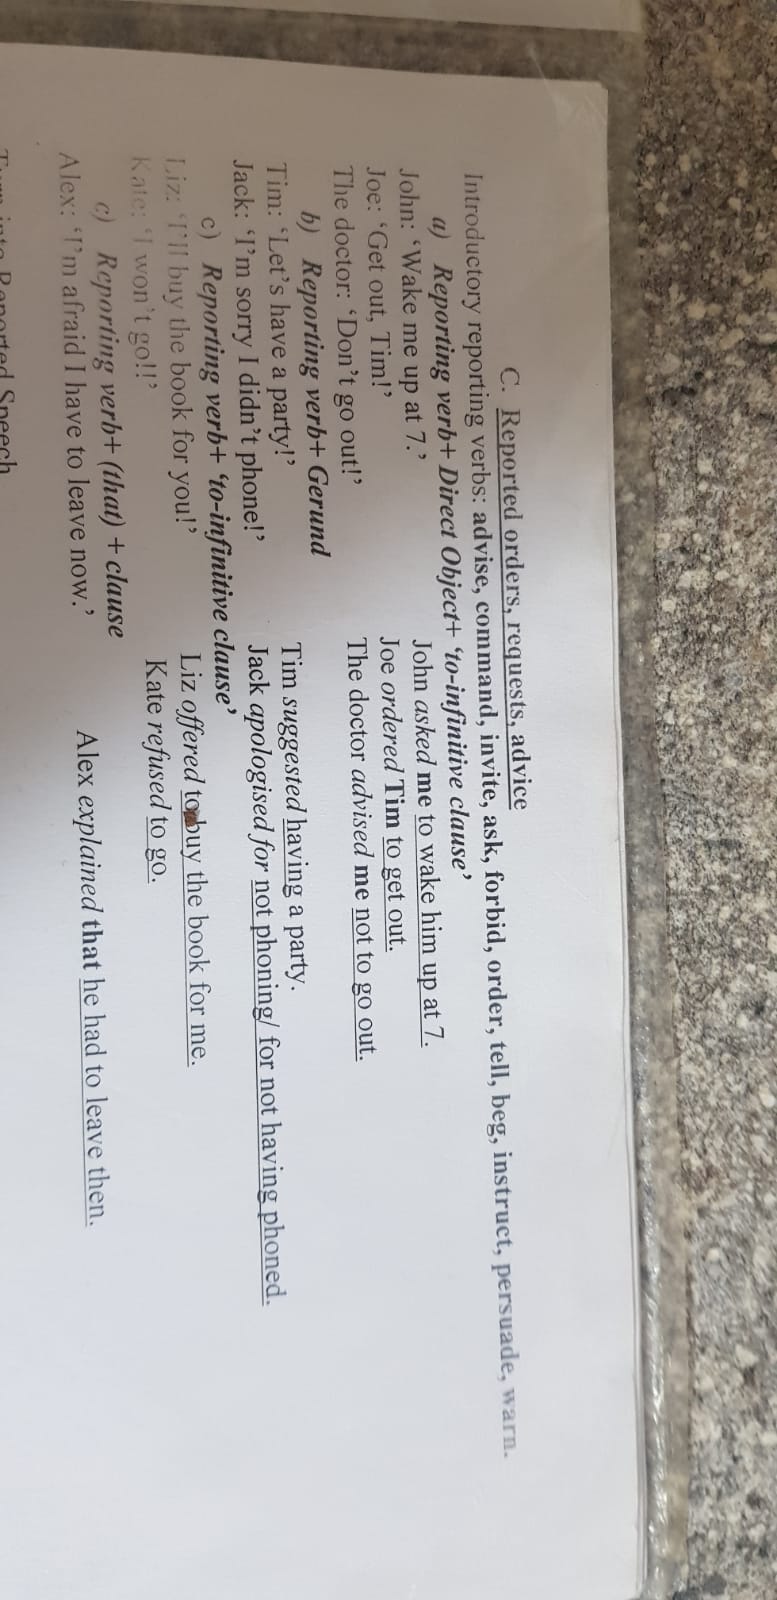 C. Reported orders, requests, advice
Introductory reporting verbs: advise, command, invite, ask, forbid, order, tell, beg, instruct, persuade, warn.
a) Reporting verb+ Direct Object+ ‘to-infinitive clause’
John: ‘Wake me up at 7.’ John asked me to wake him up at 7.
Joe: ‘Get out, Tim!’ Joe ordered Tim to get out.
The doctor: ‘Don’t go out!’ The doctor advised me not to go out.
b) Reporting verb+ Gerund
Tim: ‘Let’s have a party!’ Tim suggested having a party.
Jack: ‘I’m sorry I didn’t phone!’ Jack apologised for not phoning/ for not having phoned.
c) Reporting verb+ ‘to-infinitive clause’
Liz: ‘I’ll buy the book for you!’ Liz offered to buy the book for me.
Kate: ‘I won’t go!!’ Kate refused to go.
c) Reporting verb+ (that) + clause
Alex: ‘I’m afraid I have to leave now.’ Alex explained that he had to leave then.
Turn into Reported Speech